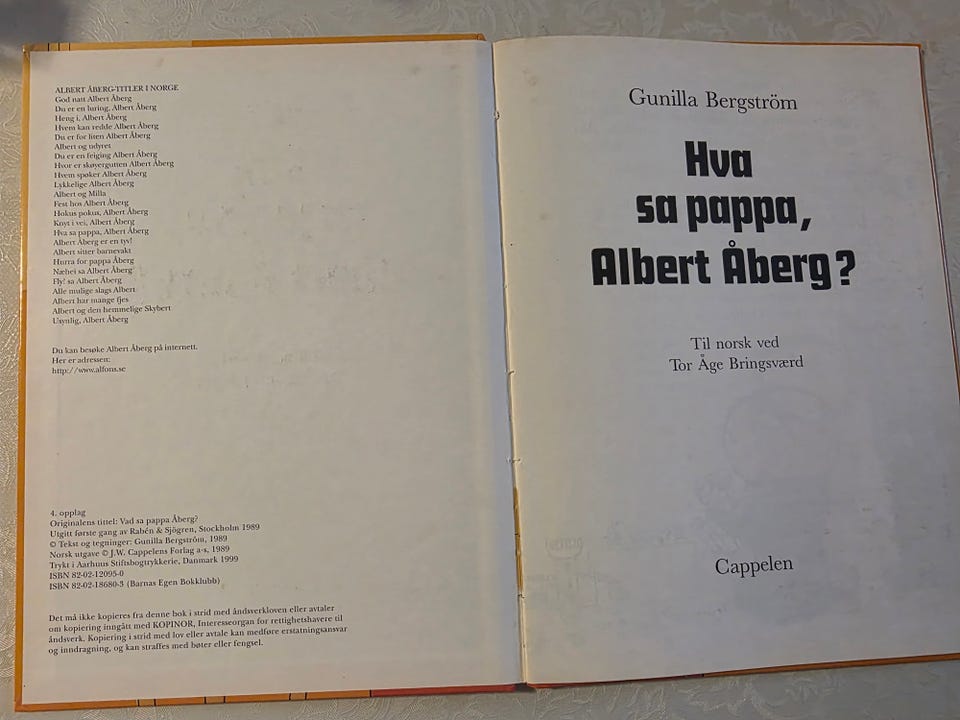 ALBERT ÅBERG-TITLER I NORGE
God natt Albert Åberg
Du er en luring, Albert Åberg
Heng i, Albert Åberg
Hvem kan redde Albert Åberg
Du er for liten Albert Åberg
Albert og udyret
Du er en feiging Albert Åberg
Hvor er skøyergutten Albert Åberg
Hvem spøker Albert Åberg
Lykkelige Albert Åberg
Albert og Milla
Fest hos Albert Åberg
Hokus pokus, Albert Åberg
Knyt i vei, Albert Åberg
Hva sa pappa, Albert Åberg
Albert Åberg er en tyv!
Albert sitter barnevakt
Hurra for pappa Åberg
Næhei sa Albert Åberg
Fly! sa Albert Åberg
Alle mulige slags Albert
Albert har mange fjes
Albert og den hemmelige Skybert
Usynlig, Albert Åberg
Du kan besøke Albert Åberg på internett.
Her er adressen:
http://www.alfons.se
4. opplag
Originalens tittel: Vad sa pappa Åberg?
Utgitt første gang av Rabén & Sjögren, Stockholm 1989
© Tekst og tegninger: Gunilla Bergström, 1989
Norsk utgave © J.W. Cappelens Forlag a-s, 1989
Trykt i Aarhuus Stiftsbogtrykkerie, Danmark 1999
ISBN 82-02-12095-0
ISBN 82-02-18680-3 (Barnas Egen Bokklubb)
Det må ikke kopieres fra denne bok i strid med åndsverkloven eller avtaler
om kopiering inngått med KOPINOR, Interesseorgan for rettighetshavere til
åndsverk. Kopiering i strid med lov eller avtale kan medføre erstatningsansvar
og inndragning, og kan straffes med bøter eller fengsel.
Gunilla Bergström
Hva
sa pappa,
Albert Åberg?
Til norsk ved
Tor Åge Bringsværd
Cappelen